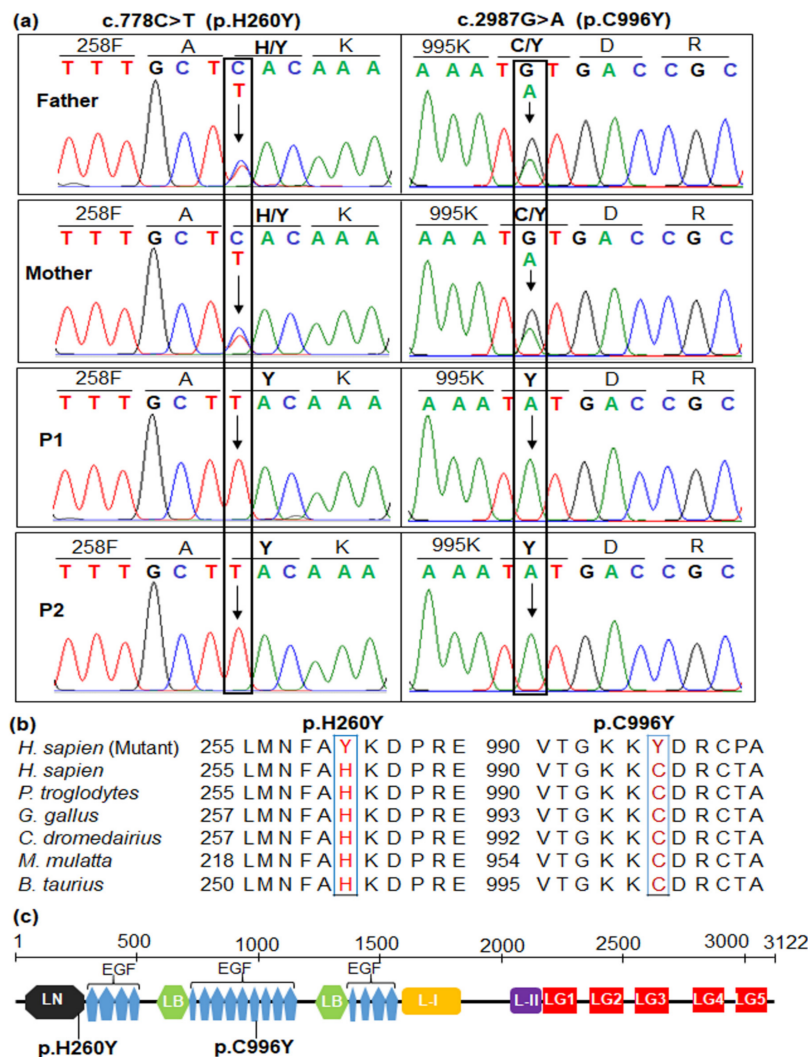 (a) c.778C>T (p.H260Y) c.2987G>A (p.C996Y)
258F A H/Y K 995K C/Y D R
T T T G C T C A C A A A A A A T G T G A C C G C
Father T A
258F A H/Y K 995K C/Y D R
T T T G C T C A C A A A A A A T G T G A C C G C
Mother T A
258F A Y K 995K Y D R
T T T G C T T A C A A A A A A T A T G A C C G C
P1
258F A Y K 995K Y D R
T T T G C T T A C A A A A A A T A T G A C C G C
P2
(b) p.H260Y p.C996Y
H. sapien (Mutant) 255 L M N F A Y K D P R E 990 V T G K K Y D R C P A
H. sapien 255 L M N F A H K D P R E 990 V T G K K C D R C T A
P. troglodytes 255 L M N F A H K D P R E 990 V T G K K C D R C T A
G. gallus 257 L M N F A H K D P R E 993 V T G K K C D R C T A
C. dromedairius 257 L M N F A H K D P R E 992 V T G K K C D R C T A
M. mulatta 218 L M N F A H K D P R E 954 V T G K K C D R C T A
B. taurius 250 L M N F A H K D P R E 995 V T G K K C D R C T A
(c)
1 500 1000 1500 2000 2500 3000 3122
EGF EGF EGF
LN LB LB L-I L-II LG1 LG2 LG3 LG4 LG5
p.H260Y p.C996Y